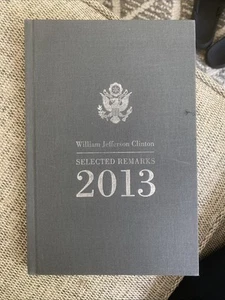 William Jefferson Clinton
SELECTED REMARKS
2013